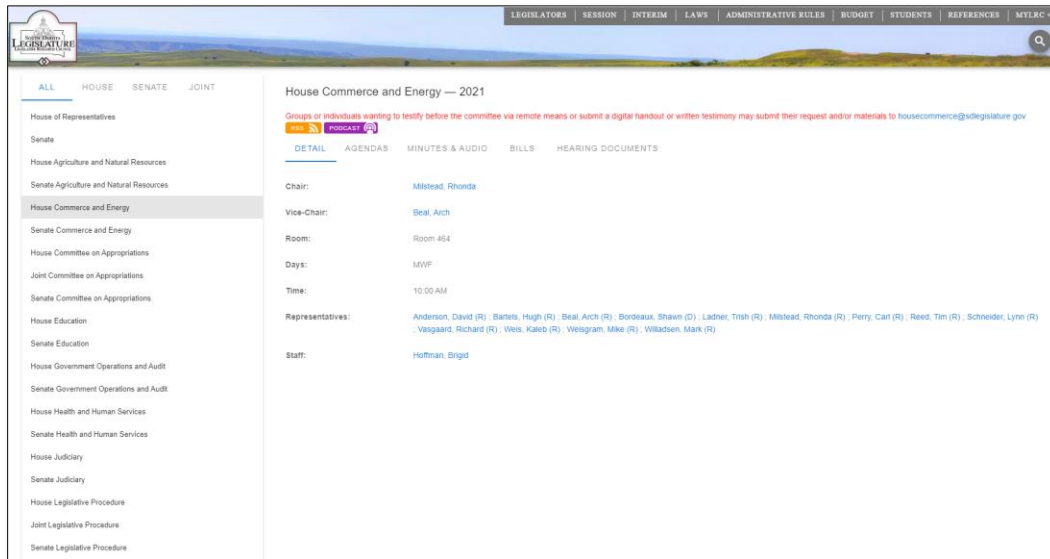 LEGISLATORS SESSION INTERIM LAWS ADMINISTRATIVE RULES BUDGET STUDENTS REFERENCES MYLRC
SOUTH DAKOTA
LEGISLATURE
LEGISLATIVE RESEARCH COUNCIL
ALL HOUSE SENATE JOINT
House of Representatives
Senate
House Agriculture and Natural Resources
Senate Agriculture and Natural Resources
House Commerce and Energy
Senate Commerce and Energy
House Committee on Appropriations
Joint Committee on Appropriations
Senate Committee on Appropriations
House Education
Senate Education
House Government Operations and Audit
Senate Government Operations and Audit
House Health and Human Services
Senate Health and Human Services
House Judiciary
Senate Judiciary
House Legislative Procedure
Joint Legislative Procedure
Senate Legislative Procedure
House Commerce and Energy — 2021
Groups or individuals wanting to testify before the committee via remote means or submit a digital handout or written testimony may submit their request and/or materials to housecommerce@sdlegislature.gov
RSS PODCAST
DETAIL AGENDAS MINUTES & AUDIO BILLS HEARING DOCUMENTS
Chair: Milstead, Rhonda
Vice-Chair: Beal, Arch
Room: Room 464
Days: MWF
Time: 10:00 AM
Representatives: Anderson, David (R) ; Bartels, Hugh (R) ; Beal, Arch (R) ; Bordeaux, Shawn (D) ; Ladner, Trish (R) ; Milstead, Rhonda (R) ; Perry, Carl (R) ; Reed, Tim (R) ; Schneider, Lynn (R)
; Vasgaard, Richard (R) ; Weis, Kaleb (R) ; Weisgram, Mike (R) ; Willadsen, Mark (R)
Staff: Hoffman, Brigid